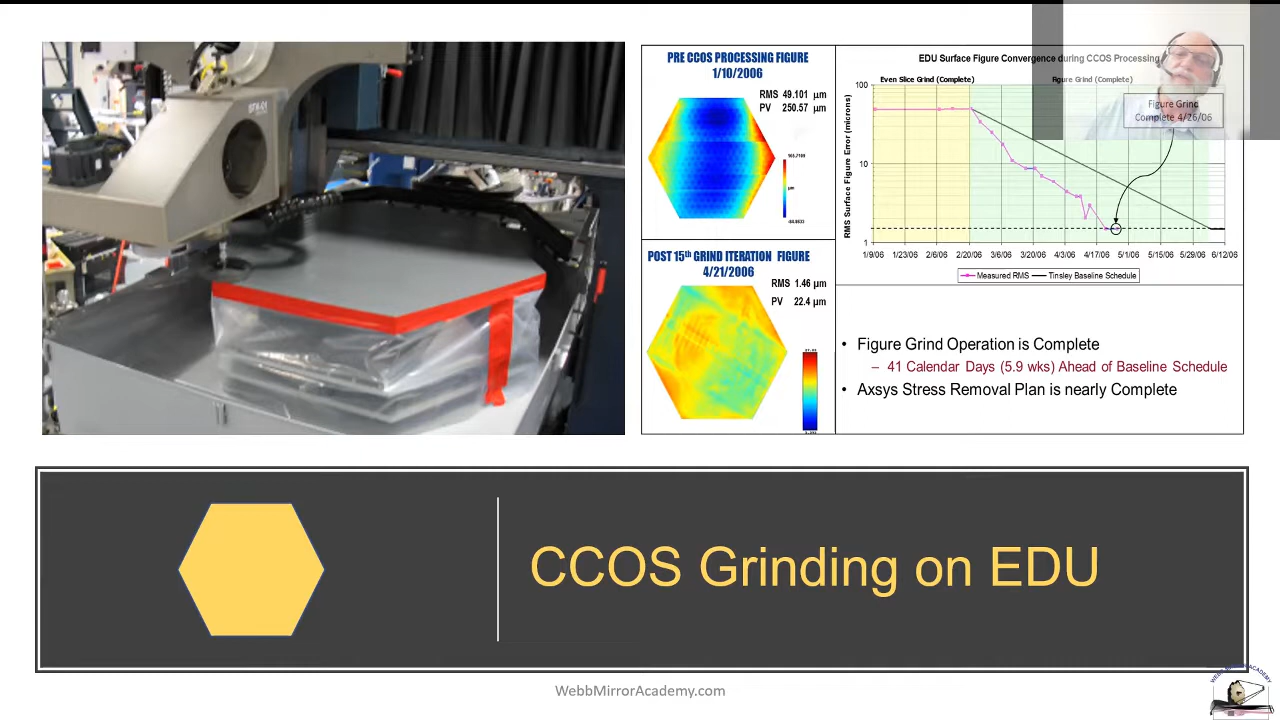 PRE CCOS PROCESSING FIGURE
1/10/2006
RMS 49.101 µm
PV 250.57 µm
µm
POST 15th GRIND ITERATION FIGURE
4/21/2006
RMS 1.46 µm
PV 22.4 µm
EDU Surface Figure Convergence during CCOS Processing
Even Slice Grind (Complete)
Figure Grind (Complete)
Figure Grind
Complete 4/26/06
RMS Surface Figure Error (microns)
100
10
1
1/9/06 1/23/06 2/6/06 2/20/06 3/6/06 3/20/06 4/3/06 4/17/06 5/1/06 5/15/06 5/29/06 6/12/06
Measured RMS Tinsley Baseline Schedule
• Figure Grind Operation is Complete
– 41 Calendar Days (5.9 wks) Ahead of Baseline Schedule
• Axsys Stress Removal Plan is nearly Complete
CCOS Grinding on EDU
WebbMirrorAcademy.com